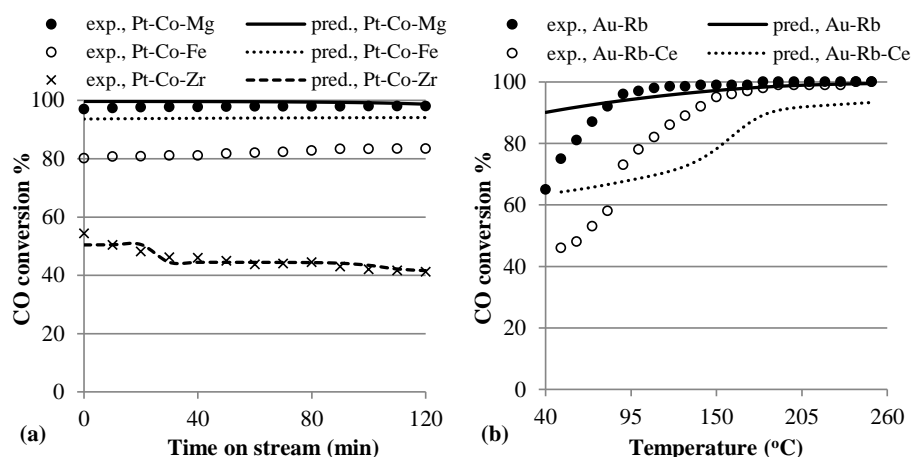 exp., Pt-Co-Mg pred., Pt-Co-Mg
exp., Pt-Co-Fe pred., Pt-Co-Fe
exp., Pt-Co-Zr pred., Pt-Co-Zr
100
80
60
40
20
0
CO conversion %
0 40 80 120
(a) Time on stream (min)
exp., Au-Rb pred., Au-Rb
exp., Au-Rb-Ce pred., Au-Rb-Ce
100
80
60
40
20
0
CO conversion %
40 95 150 205 260
(b) Temperature (ºC)